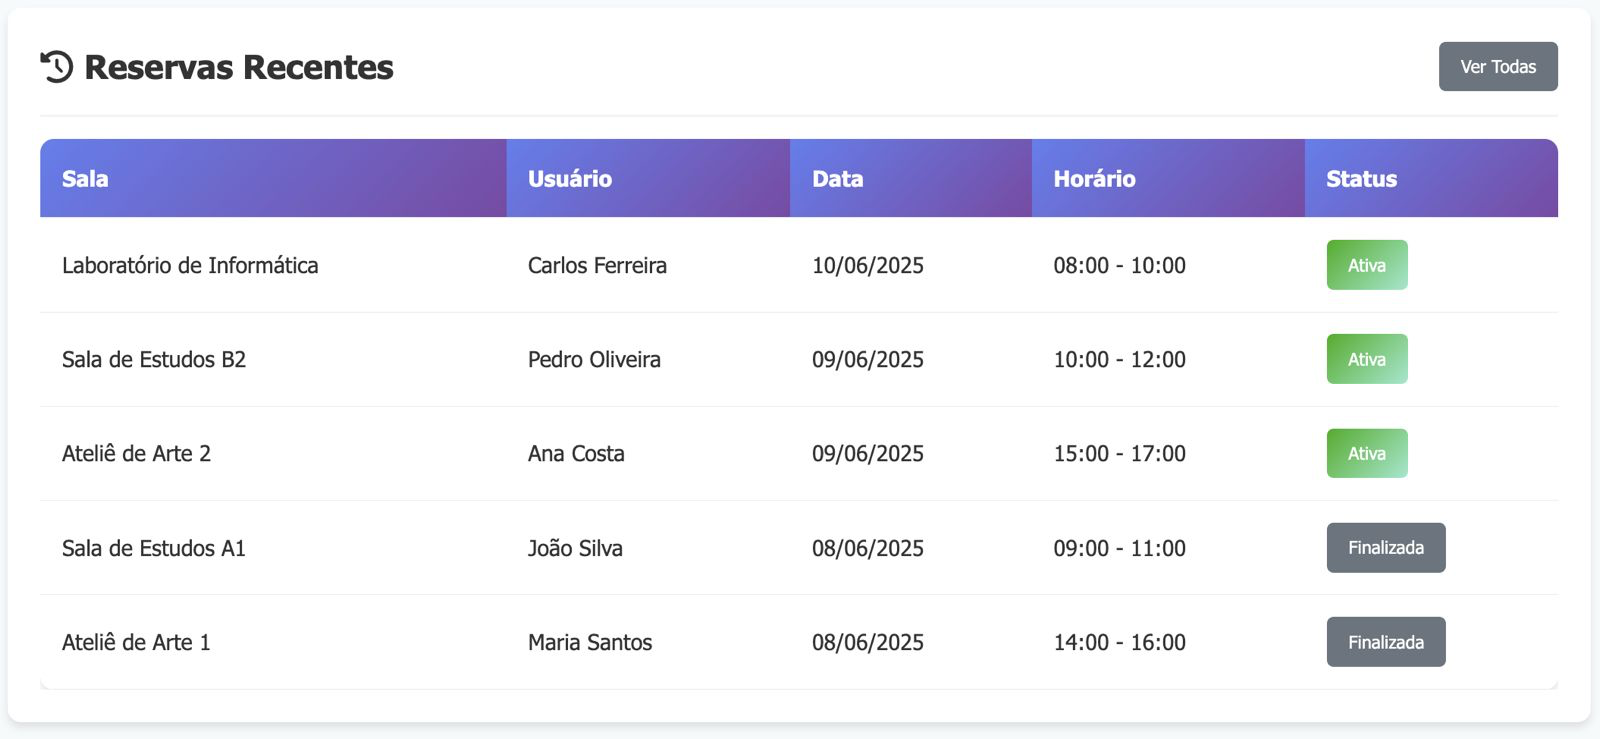 Reservas Recentes
Ver Todas
Sala Usuário Data Horário Status
Laboratório de Informática Carlos Ferreira 10/06/2025 08:00 - 10:00 Ativa
Sala de Estudos B2 Pedro Oliveira 09/06/2025 10:00 - 12:00 Ativa
Ateliê de Arte 2 Ana Costa 09/06/2025 15:00 - 17:00 Ativa
Sala de Estudos A1 João Silva 08/06/2025 09:00 - 11:00 Finalizada
Ateliê de Arte 1 Maria Santos 08/06/2025 14:00 - 16:00 Finalizada